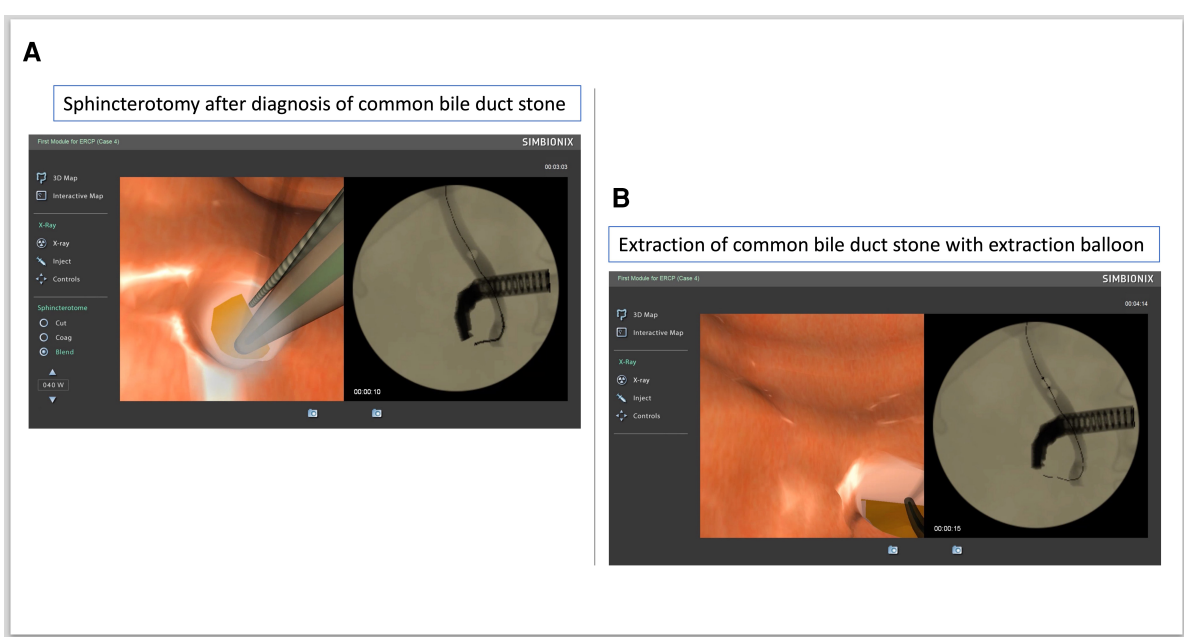 A
Sphincterotomy after diagnosis of common bile duct stone
First Module for ERCP (Case 4)
SIMBIONIX
00:03:03
3D Map
Interactive Map
X-Ray
X-ray
Inject
Controls
Sphincterotome
Cut
Coag
Blend
040 W
00:00:10
B
Extraction of common bile duct stone with extraction balloon
First Module for ERCP (Case 4)
SIMBIONIX
00:04:14
3D Map
Interactive Map
X-Ray
X-ray
Inject
Controls
00:00:15